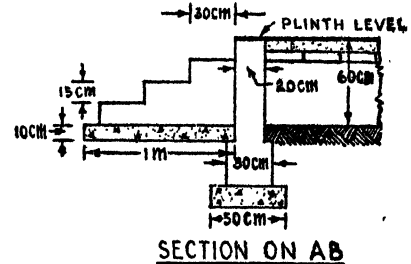 30CM
PLINTH LEVEL
15CM
20CM
60CM
10CM
1M
30CM
50CM
SECTION ON AB